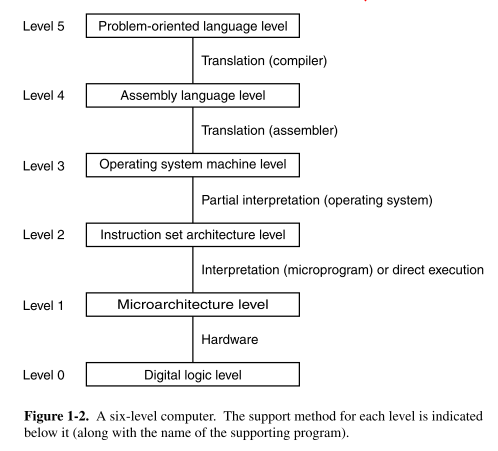 Level 5 Problem-oriented language level
Translation (compiler)
Level 4 Assembly language level
Translation (assembler)
Level 3 Operating system machine level
Partial interpretation (operating system)
Level 2 Instruction set architecture level
Interpretation (microprogram) or direct execution
Level 1 Microarchitecture level
Hardware
Level 0 Digital logic level
Figure 1-2. A six-level computer. The support method for each level is indicated
below it (along with the name of the supporting program).